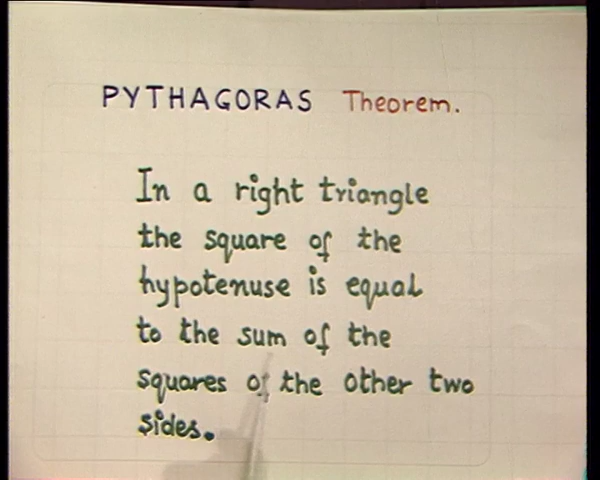 PYTHAGORAS Theorem.
In a right triangle
the square of the
hypotenuse is equal
to the sum of the
squares of the other two
sides.